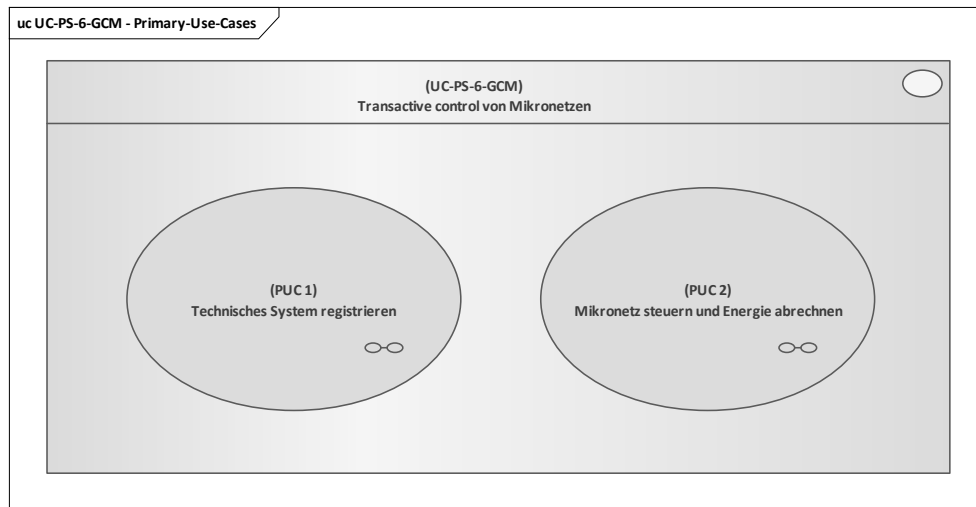 uc UC-PS-6-GCM - Primary-Use-Cases
(UC-PS-6-GCM)
Transactive control von Mikronetzen
(PUC 1)
Technisches System registrieren
(PUC 2)
Mikronetz steuern und Energie abrechnen